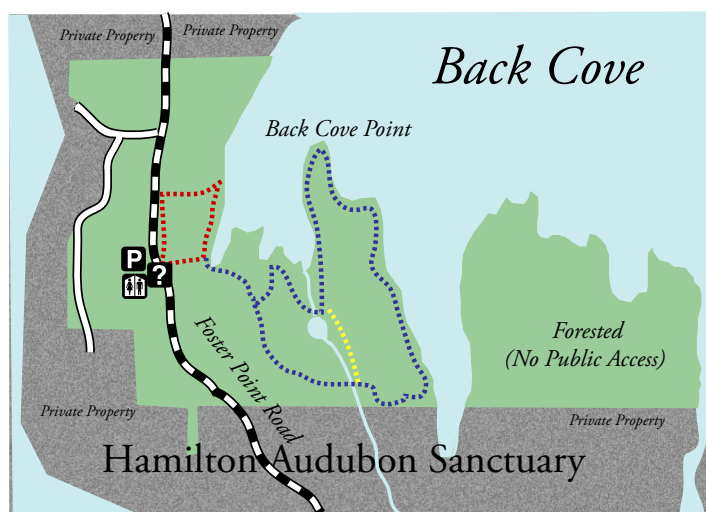 Private Property
Private Property
Back Cove
Back Cove Point
P
?
Foster Point Road
Forested
(No Public Access)
Private Property
Private Property
Hamilton Audubon Sanctuary